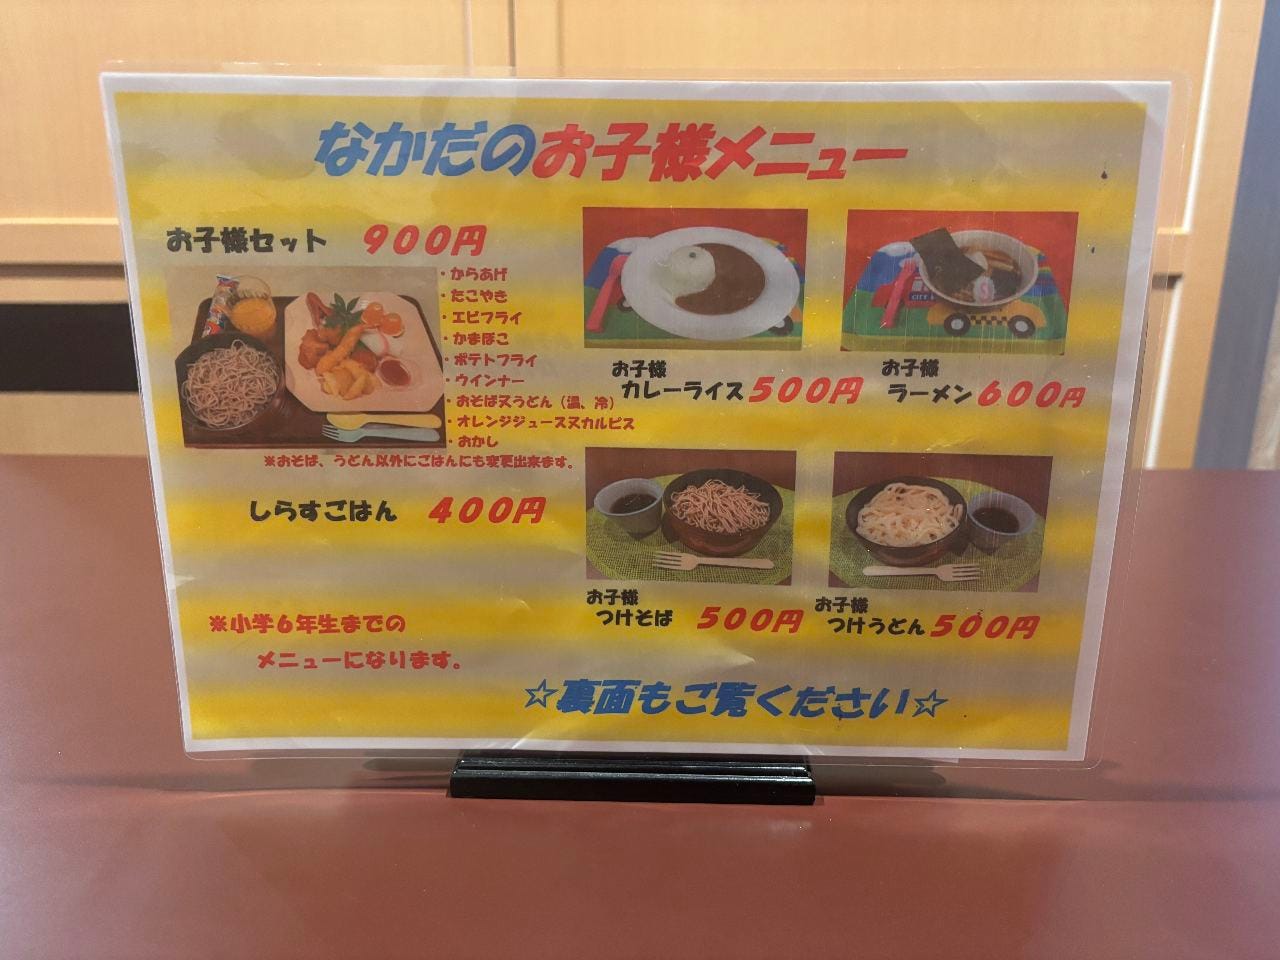 なかだのお子様メニュー
お子様セット 900円
・からあげ
・たこやき
・エビフライ
・かまぼこ
・ポテトフライ
・ウインナー
・おそば又うどん（温、冷）
・オレンジジュース又カルピス
・おかし
※おそば、うどん以外にごはんにも変更出来ます。
しらすごはん 400円
※小学6年生までの
メニューになります。
お子様
カレーライス 500円
お子様
ラーメン 600円
お子様
つけそば 500円
お子様
つけうどん 500円
☆裏面もご覧ください☆